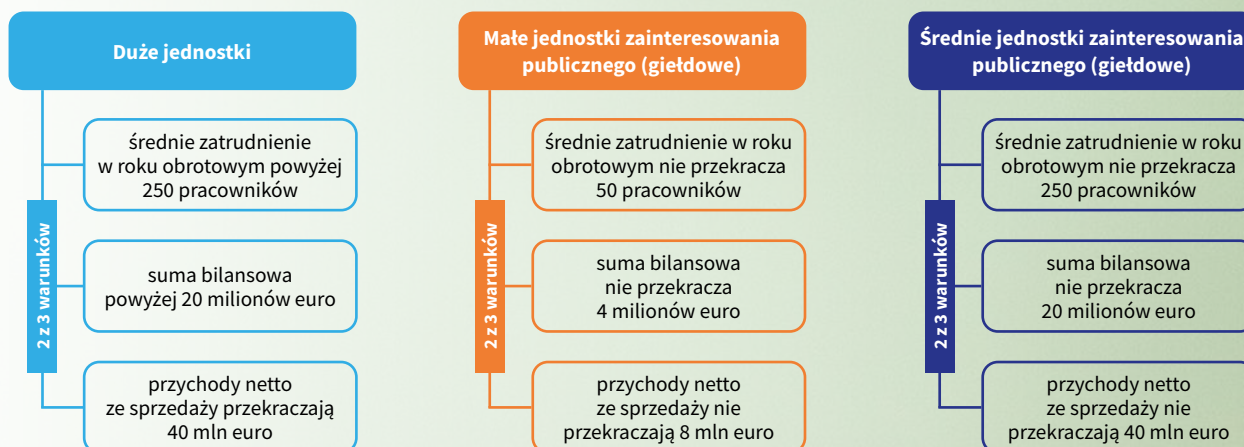 Duże jednostki
średnie zatrudnienie
w roku obrotowym powyżej
250 pracowników
2 z 3 warunków
suma bilansowa
powyżej 20 milionów euro
przychody netto
ze sprzedaży przekraczają
40 mln euro
Małe jednostki zainteresowania
publicznego (giełdowe)
średnie zatrudnienie w roku
obrotowym nie przekracza
50 pracowników
2 z 3 warunków
suma bilansowa
nie przekracza
4 milionów euro
przychody netto
ze sprzedaży nie
przekraczają 8 mln euro
Średnie jednostki zainteresowania
publicznego (giełdowe)
średnie zatrudnienie w roku
obrotowym nie przekracza
250 pracowników
2 z 3 warunków
suma bilansowa
nie przekracza
20 milionów euro
przychody netto
ze sprzedaży nie
przekraczają 40 mln euro